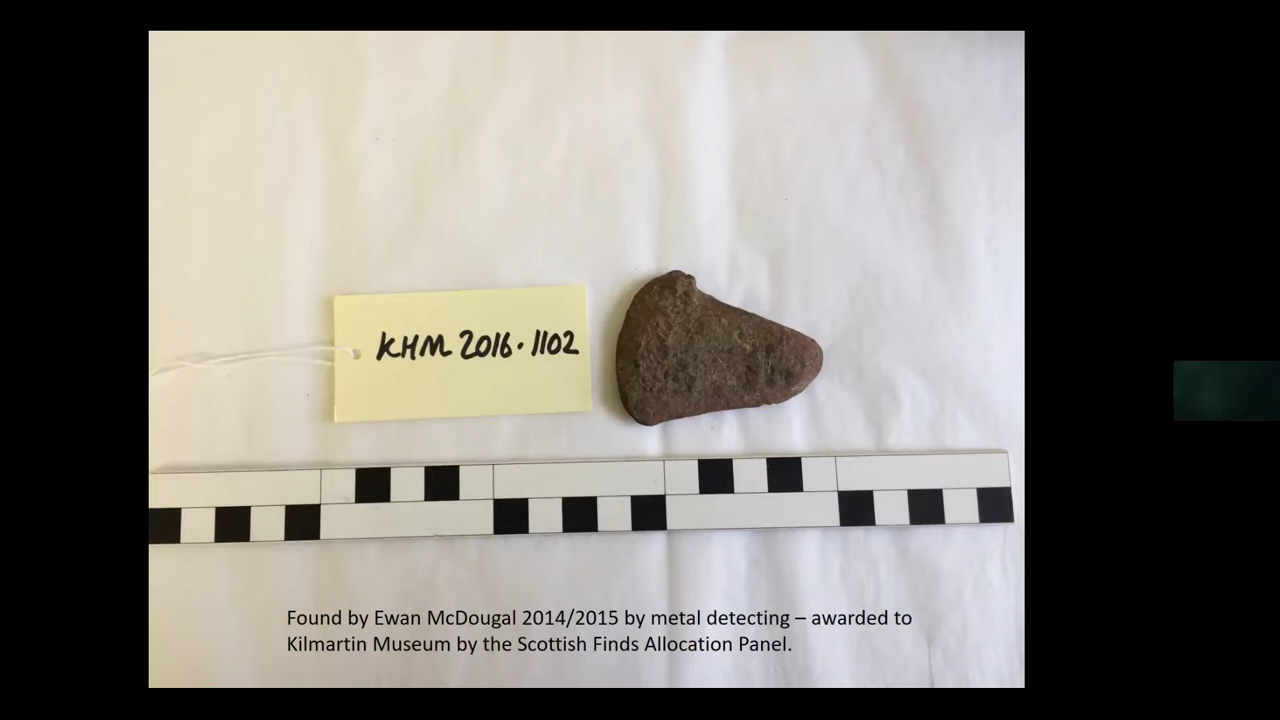 KHM 2016·1102
Found by Ewan McDougal 2014/2015 by metal detecting – awarded to
Kilmartin Museum by the Scottish Finds Allocation Panel.